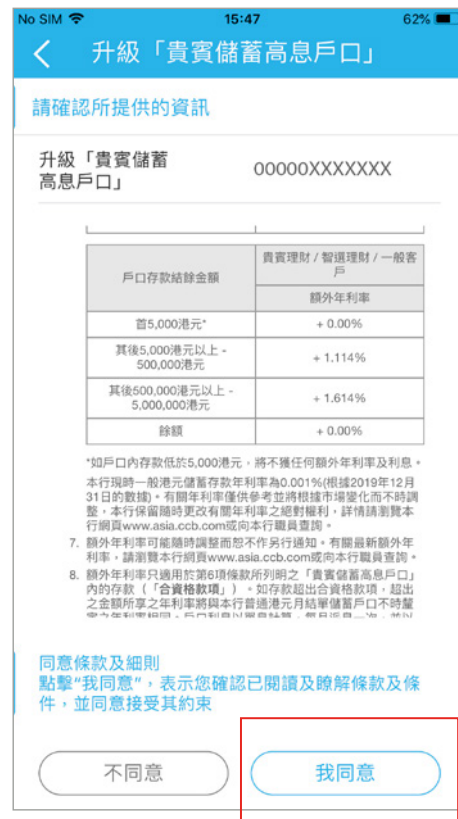 No SIM 15:47 62%
升級「貴賓儲蓄高息戶口」
請確認所提供的資訊
升級「貴賓儲蓄
高息戶口」
00000XXXXXXX
戶口存款結餘金額
貴賓理財 / 智選理財 / 一般客
戶
額外年利率
首5,000港元* + 0.00%
其後5,000港元以上 -
500,000港元
+ 1.114%
其後500,000港元以上 -
5,000,000港元
+ 1.614%
餘額 + 0.00%
*如戶口內存款低於5,000港元，將不獲任何額外年利率及利息。
本行現時一般港元儲蓄存款年利率為0.001%(根據2019年12月
31日的數據)。有關年利率僅供參考並將根據市場變化而不時調
整，本行保留隨時更改有關年利率之絕對權利，詳情請瀏覽本
行網頁www.asia.ccb.com或向本行職員查詢。
7. 額外年利率可能隨時調整而恕不作另行通知。有關最新額外年
利率，請瀏覽本行網頁www.asia.ccb.com或向本行職員查詢。
8. 額外年利率只適用於第6項條款所列明之「貴賓儲蓄高息戶口」
內的存款（「合資格款項」）。如存款超出合資格款項，超出
之金額所享之年利率將與本行普通港元月結單儲蓄戶口不時釐
同意條款及細則
點擊“我同意”，表示您確認已閱讀及瞭解條款及條
件，並同意接受其約束
不同意
我同意